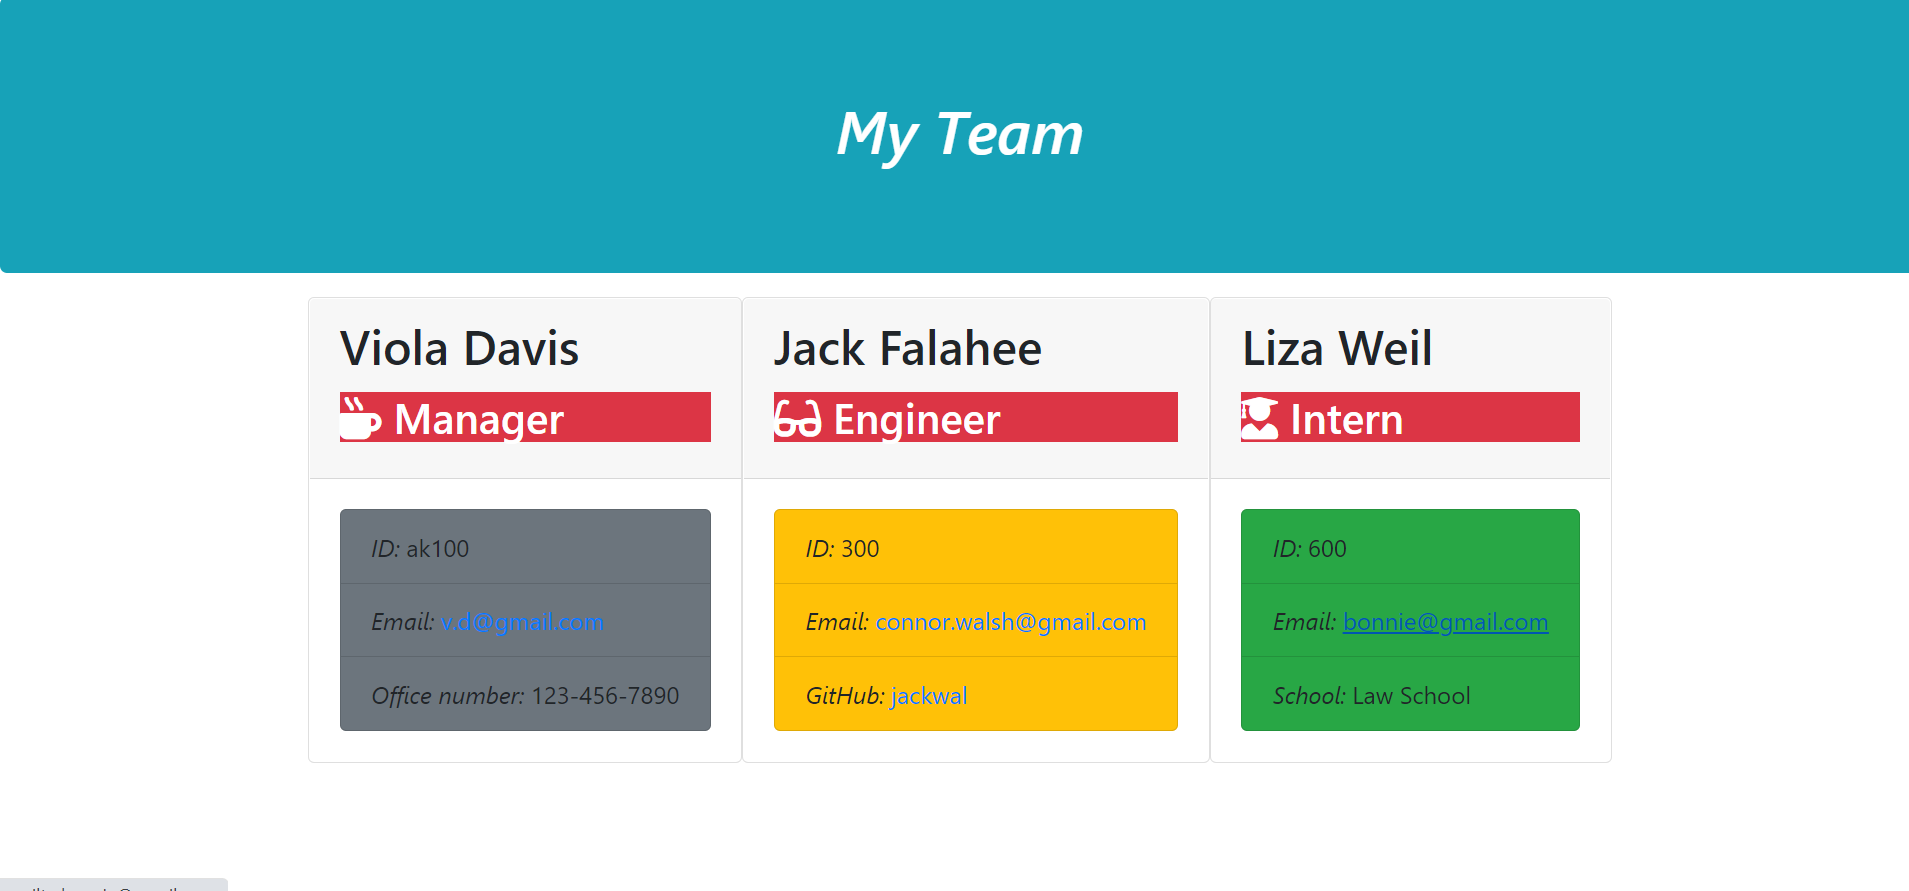 My Team
Viola Davis
Manager
ID: ak100
Email: v.d@gmail.com
Office number: 123-456-7890
Jack Falahee
Engineer
ID: 300
Email: connor.walsh@gmail.com
GitHub: jackwal
Liza Weil
Intern
ID: 600
Email: bonnie@gmail.com
School: Law School